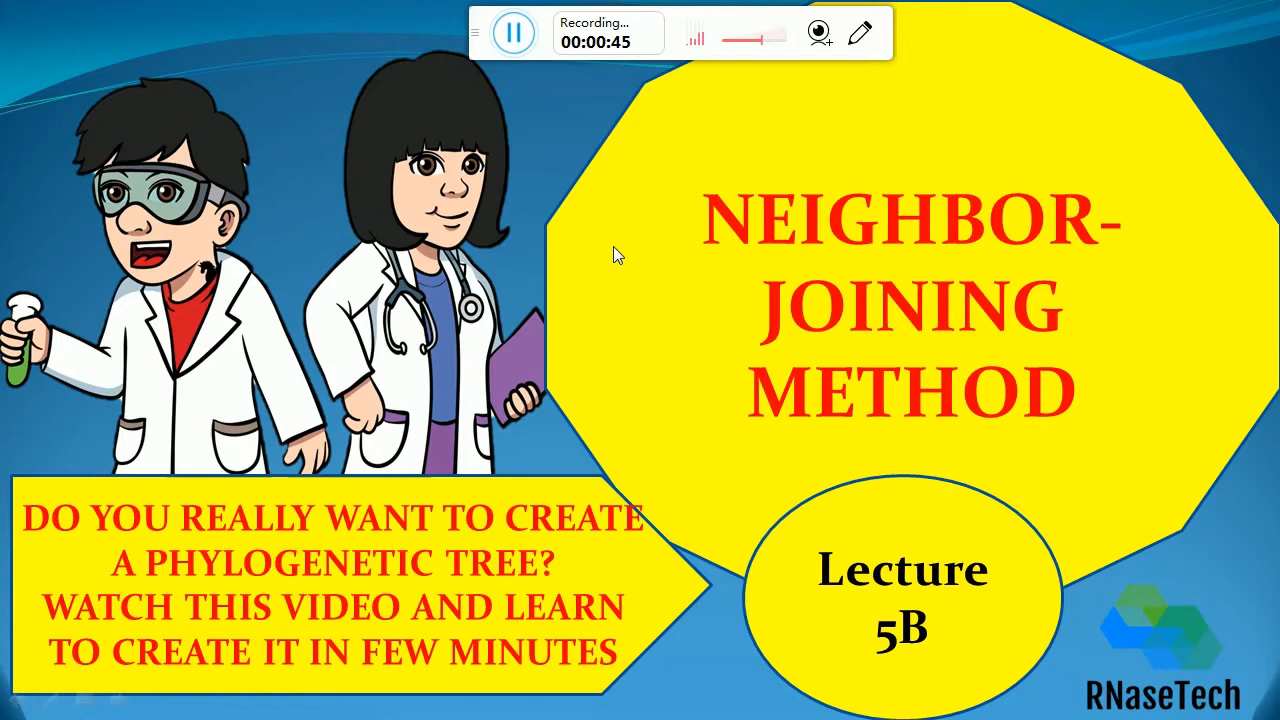 Recording...
00:00:45
NEIGHBOR-
JOINING
METHOD
DO YOU REALLY WANT TO CREATE
A PHYLOGENETIC TREE?
WATCH THIS VIDEO AND LEARN
TO CREATE IT IN FEW MINUTES
Lecture
5B
RNaseTech